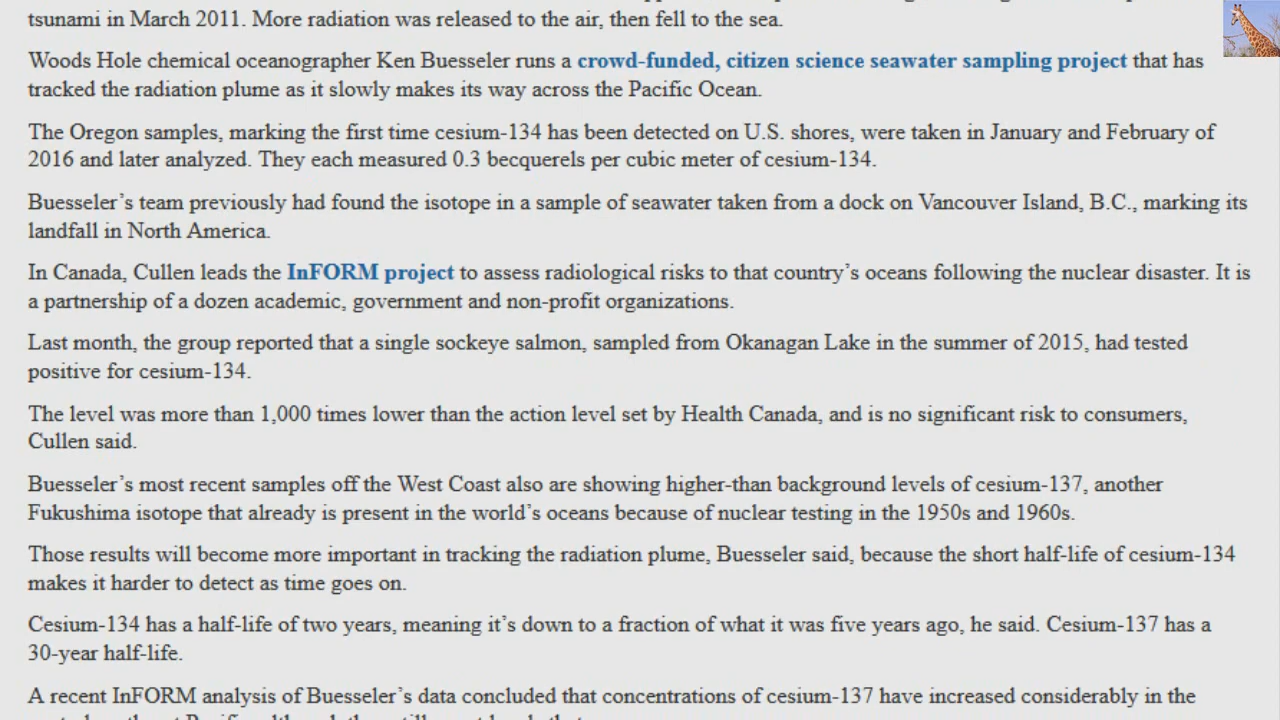 tsunami in March 2011. More radiation was released to the air, then fell to the sea.
Woods Hole chemical oceanographer Ken Buesseler runs a crowd-funded, citizen science seawater sampling project that has
tracked the radiation plume as it slowly makes its way across the Pacific Ocean.
The Oregon samples, marking the first time cesium-134 has been detected on U.S. shores, were taken in January and February of
2016 and later analyzed. They each measured 0.3 becquerels per cubic meter of cesium-134.
Buesseler’s team previously had found the isotope in a sample of seawater taken from a dock on Vancouver Island, B.C., marking its
landfall in North America.
In Canada, Cullen leads the InFORM project to assess radiological risks to that country’s oceans following the nuclear disaster. It is
a partnership of a dozen academic, government and non-profit organizations.
Last month, the group reported that a single sockeye salmon, sampled from Okanagan Lake in the summer of 2015, had tested
positive for cesium-134.
The level was more than 1,000 times lower than the action level set by Health Canada, and is no significant risk to consumers,
Cullen said.
Buesseler’s most recent samples off the West Coast also are showing higher-than background levels of cesium-137, another
Fukushima isotope that already is present in the world’s oceans because of nuclear testing in the 1950s and 1960s.
Those results will become more important in tracking the radiation plume, Buesseler said, because the short half-life of cesium-134
makes it harder to detect as time goes on.
Cesium-134 has a half-life of two years, meaning it’s down to a fraction of what it was five years ago, he said. Cesium-137 has a
30-year half-life.
A recent InFORM analysis of Buesseler’s data concluded that concentrations of cesium-137 have increased considerably in the